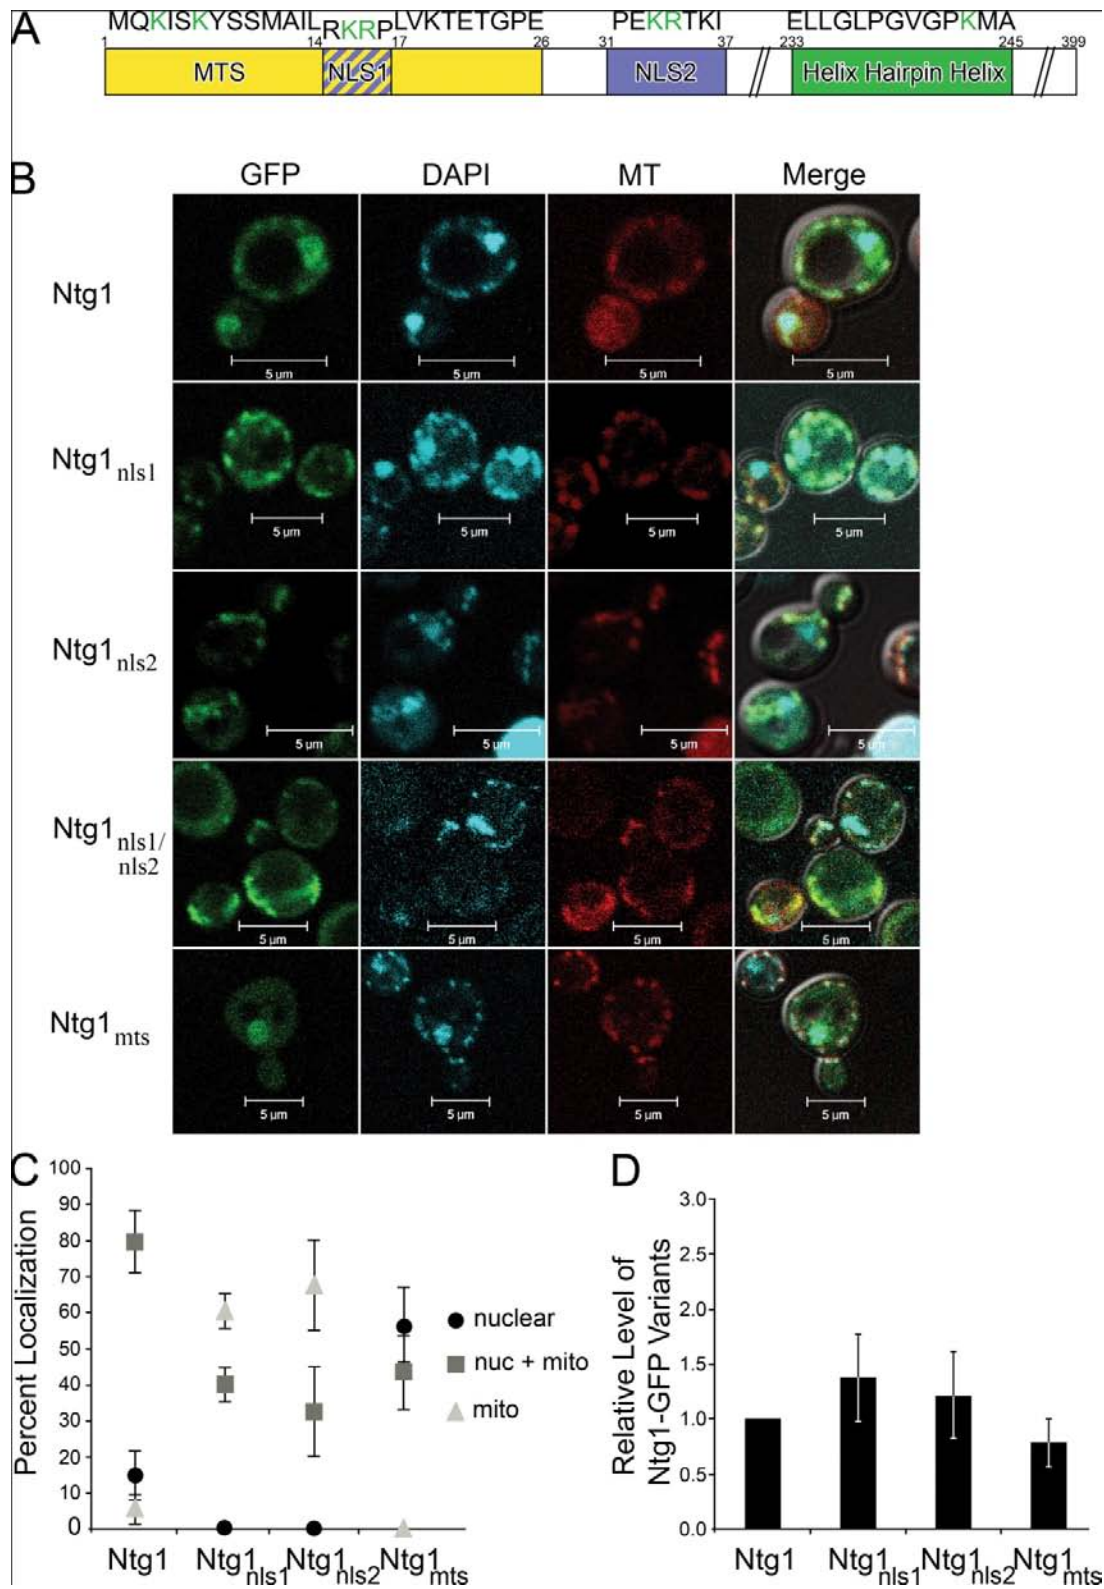 A
MQKISKYSSMAIL RKRP LVKTETGPE PEKRTKI ELLGLPGVGPKMA
1 14 17 26 31 37 233 245 399
MTS NLS1 NLS2 Helix Hairpin Helix
B
GFP DAPI MT Merge
Ntg1
5 µm 5 µm 5 µm 5 µm
Ntg1nls1
5 µm 5 µm 5 µm 5 µm
Ntg1nls2
5 µm 5 µm 5 µm 5 µm
Ntg1nls1/
nls2
5 µm 5 µm 5 µm 5 µm
Ntg1mts
5 µm 5 µm 5 µm 5 µm
C
Percent Localization
100
90
80
70
60
50
40
30
20
10
0
Ntg1 Ntg1nls1 Ntg1nls2 Ntg1mts
nuclear
nuc + mito
mito
D
Relative Level of
Ntg1-GFP Variants
3.0
2.5
2.0
1.5
1.0
0.5
0.0
Ntg1 Ntg1nls1 Ntg1nls2 Ntg1mts